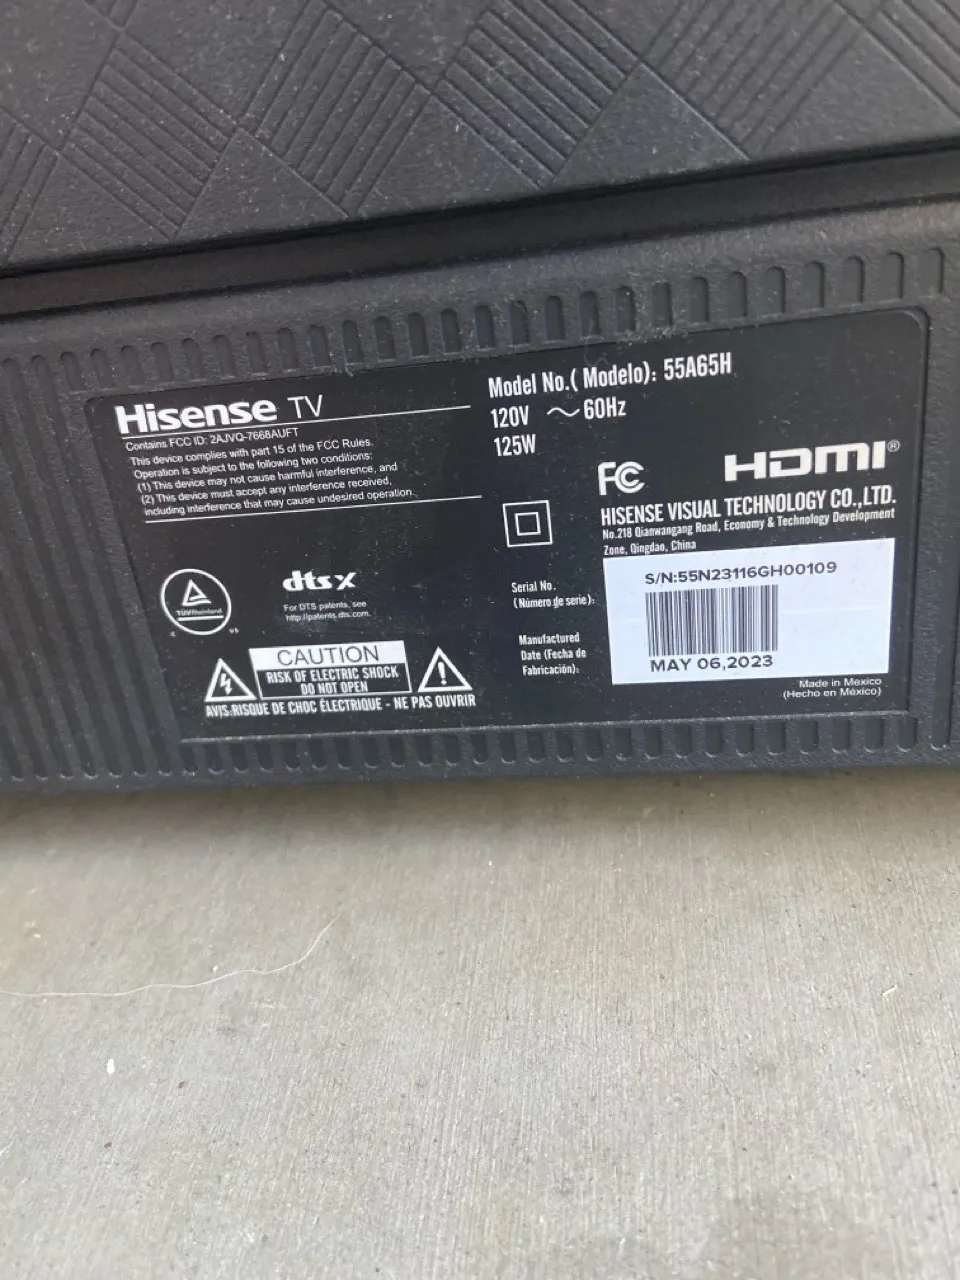 Hisense TV
Contains FCC ID: 2AJVQ-7668AUFT
This device complies with part 15 of the FCC Rules.
Operation is subject to the following two conditions:
(1) This device may not cause harmful interference, and
(2) This device must accept any interference received,
including interference that may cause undesired operation.
TÜVRheinland
dts X
For DTS patents, see
http://patents.dts.com.
CAUTION
RISK OF ELECTRIC SHOCK
DO NOT OPEN
AVIS:RISQUE DE CHOC ÉLECTRIQUE - NE PAS OUVRIR
Model No.( Modelo): 55A65H
120V ～ 60Hz
125W
FC HDMI®
HISENSE VISUAL TECHNOLOGY CO.,LTD.
No.218 Qianwangang Road, Economy & Technology Development
Zone, Qingdao, China
Serial No.
(Número de serie):
S/N:55N23116GH00109
Manufactured
Date (Fecha de
Fabricación):
MAY 06,2023
Made in Mexico
(Hecho en México)